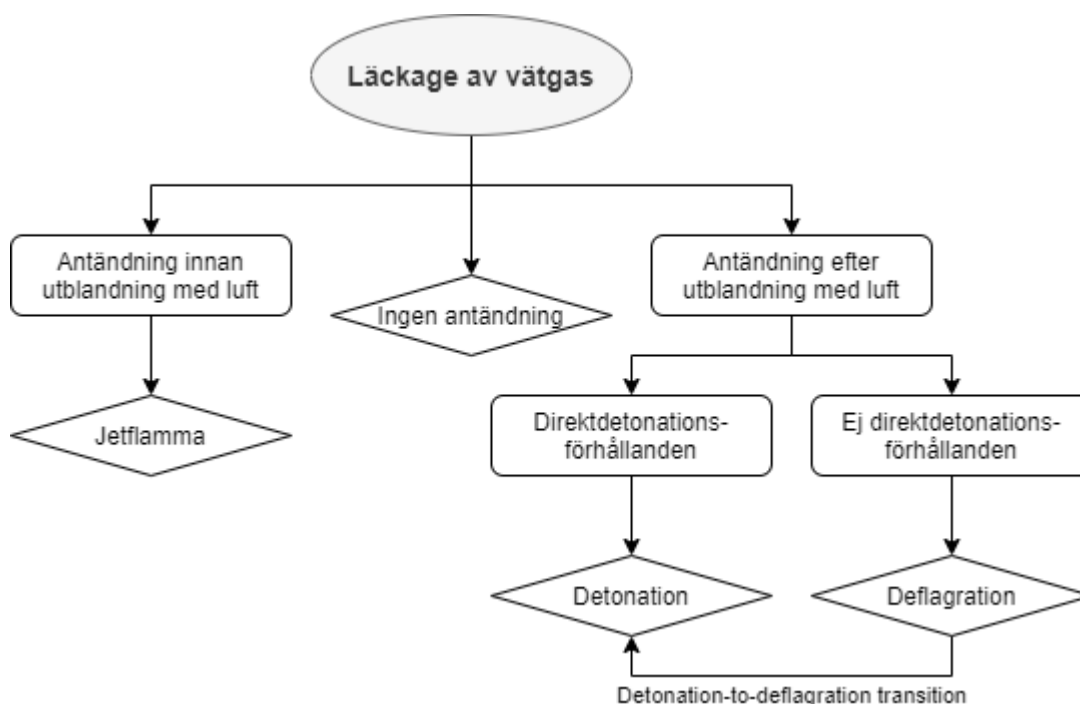 Läckage av vätgas
Antändning innan
utblandning med luft
Ingen antändning
Antändning efter
utblandning med luft
Jetflamma
Direktdetonations-
förhållanden
Ej direktdetonations-
förhållanden
Detonation
Deflagration
Detonation-to-deflagration transition